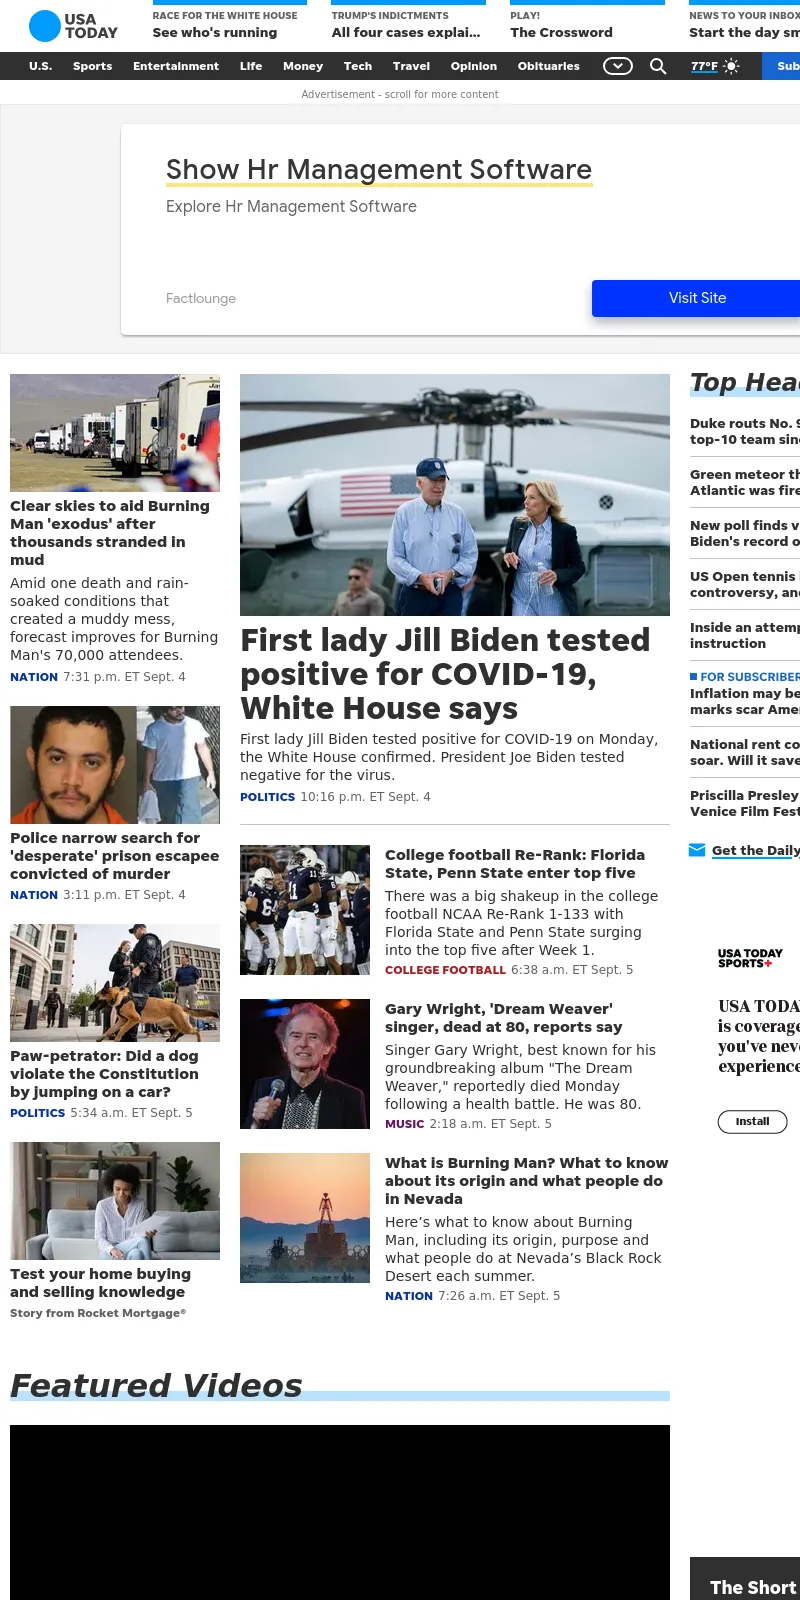 USA
TODAY
RACE FOR THE WHITE HOUSE
See who's running
TRUMP'S INDICTMENTS
All four cases explai...
PLAY!
The Crossword
NEWS TO YOUR INBOX
Start the day
U.S. Sports Entertainment Life Money Tech Travel Opinion Obituaries 77°F
Advertisement - scroll for more content
Show Hr Management Software
Explore Hr Management Software
Factlounge
Visit Site
Clear skies to aid Burning
Man 'exodus' after
thousands stranded in
mud
Amid one death and rain-
soaked conditions that
created a muddy mess,
forecast improves for Burning
Man's 70,000 attendees.
NATION 7:31 p.m. ET Sept. 4
Police narrow search for
'desperate' prison escapee
convicted of murder
NATION 3:11 p.m. ET Sept. 4
Paw-petrator: Did a dog
violate the Constitution
by jumping on a car?
POLITICS 5:34 a.m. ET Sept. 5
Test your home buying
and selling knowledge
Story from Rocket Mortgage®
First lady Jill Biden tested
positive for COVID-19,
White House says
First lady Jill Biden tested positive for COVID-19 on Monday,
the White House confirmed. President Joe Biden tested
negative for the virus.
POLITICS 10:16 p.m. ET Sept. 4
College football Re-Rank: Florida
State, Penn State enter top five
There was a big shakeup in the college
football NCAA Re-Rank 1-133 with
Florida State and Penn State surging
into the top five after Week 1.
COLLEGE FOOTBALL 6:38 a.m. ET Sept. 5
Gary Wright, 'Dream Weaver'
singer, dead at 80, reports say
Singer Gary Wright, best known for his
groundbreaking album "The Dream
Weaver," reportedly died Monday
following a health battle. He was 80.
MUSIC 2:18 a.m. ET Sept. 5
What is Burning Man? What to know
about its origin and what people do
in Nevada
Here’s what to know about Burning
Man, including its origin, purpose and
what people do at Nevada’s Black Rock
Desert each summer.
NATION 7:26 a.m. ET Sept. 5
Top
Duke routs No.
top-10 team
Green meteor
Atlantic was
New poll finds
Biden's record
US Open tennis
controversy,
Inside an
instruction
FOR SUBSCRIBER
Inflation may
marks scar
National rent
soar. Will it
Priscilla Presley
Venice Film
Get the Daily
USA TODAY
SPORTS+
USA
is coverage
you've
experience
Install
Featured Videos
The Short